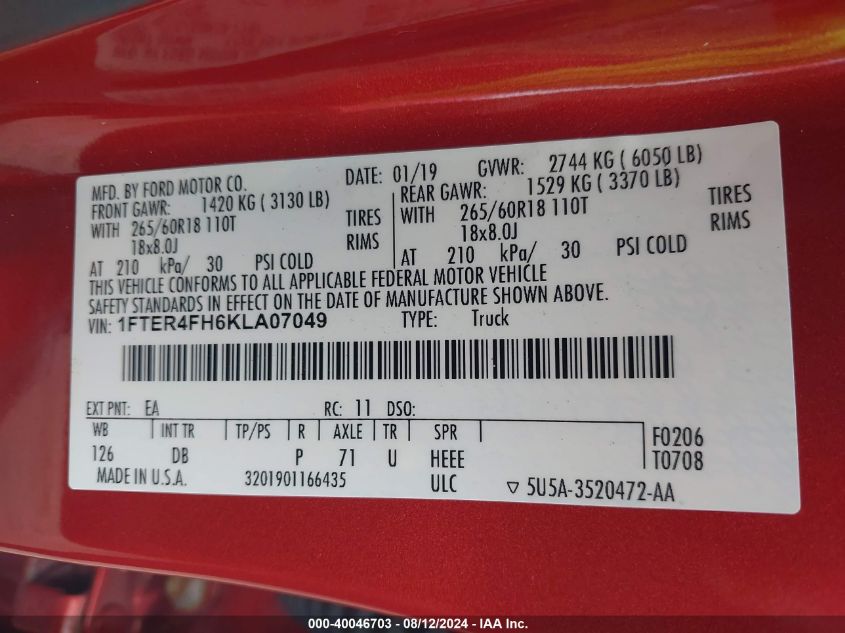 MFD. BY FORD MOTOR CO. DATE: 01/19 GVWR: 2744 KG ( 6050 LB)
FRONT GAWR: 1420 KG ( 3130 LB) REAR GAWR: 1529 KG ( 3370 LB)
WITH 265/60R18 110T TIRES WITH 265/60R18 110T TIRES
18x8.0J RIMS 18x8.0J RIMS
AT 210 kPa/ 30 PSI COLD AT 210 kPa/ 30 PSI COLD
THIS VEHICLE CONFORMS TO ALL APPLICABLE FEDERAL MOTOR VEHICLE
SAFETY STANDARDS IN EFFECT ON THE DATE OF MANUFACTURE SHOWN ABOVE.
VIN: 1FTER4FH6KLA07049 TYPE: Truck
EXT PNT: EA RC: 11 DSO:
WB INT TR TP/PS R AXLE TR SPR F0206
126 DB P 71 U HEEE T0708
MADE IN U.S.A. 3201901166435 ULC ▽ 5U5A-3520472-AA
000-40046703 - 08/12/2024 - IAA Inc.